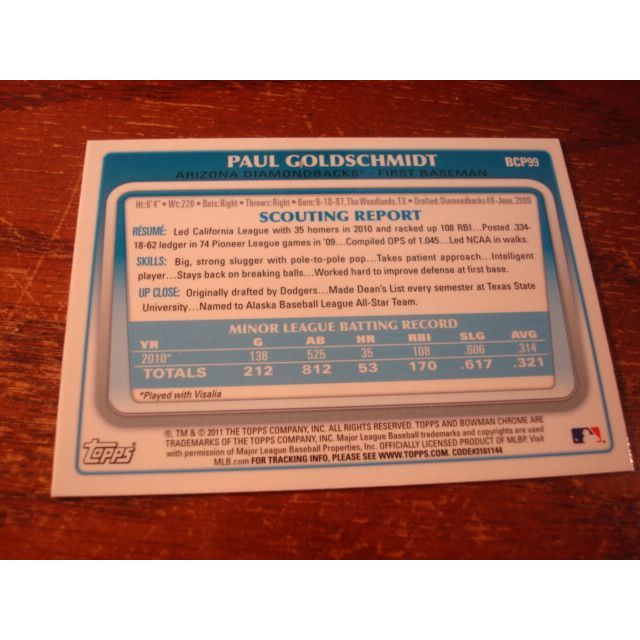 PAUL GOLDSCHMIDT
BCP99
ARIZONA DIAMONDBACKS® - FIRST BASEMAN
Ht: 6'4" • Wt: 220 • Bats: Right • Throws: Right • Born: 9-10-87, The Woodlands, TX • Drafted: Diamondbacks #8-June, 2009
SCOUTING REPORT
RÉSUMÉ: Led California League with 35 homers in 2010 and racked up 108 RBI...Posted .334-
18-62 ledger in 74 Pioneer League games in '09...Compiled OPS of 1.045...Led NCAA in walks.
SKILLS: Big, strong slugger with pole-to-pole pop...Takes patient approach...Intelligent
player...Stays back on breaking balls...Worked hard to improve defense at first base.
UP CLOSE: Originally drafted by Dodgers...Made Dean's List every semester at Texas State
University...Named to Alaska Baseball League All-Star Team.
MINOR LEAGUE BATTING RECORD
YR G AB HR RBI SLG AVG
2010* 138 525 35 108 .606 .314
TOTALS 212 812 53 170 .617 .321
*Played with Visalia
®, TM & © 2011 THE TOPPS COMPANY, INC. ALL RIGHTS RESERVED. TOPPS AND BOWMAN CHROME ARE
TRADEMARKS OF THE TOPPS COMPANY, INC. Major League Baseball trademarks and copyrights are used
with permission of Major League Baseball Properties, Inc. OFFICIALLY LICENSED PRODUCT OF MLBP. Visit
MLB.com FOR TRACKING INFO, PLEASE SEE WWW.TOPPS.COM. CODE#3161144
TOPPS